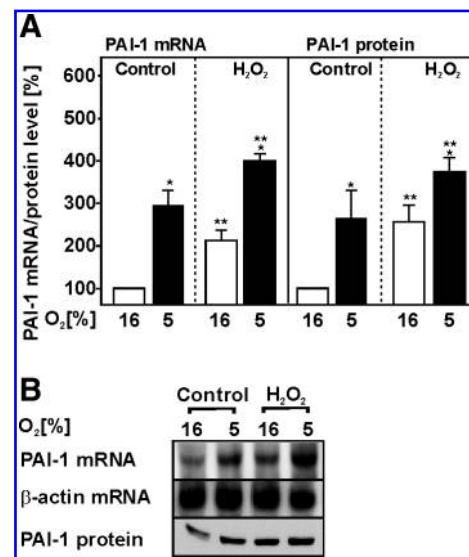 A
PAI-1 mRNA PAI-1 protein
Control H₂O₂ Control H₂O₂
PAI-1 mRNA/protein level [%]
600
500
400
300
200
100
* ** ** * * ** ** *
O₂[%] 16 5 16 5 16 5 16 5
B
Control H₂O₂
O₂[%] 16 5 16 5
PAI-1 mRNA
β-actin mRNA
PAI-1 protein